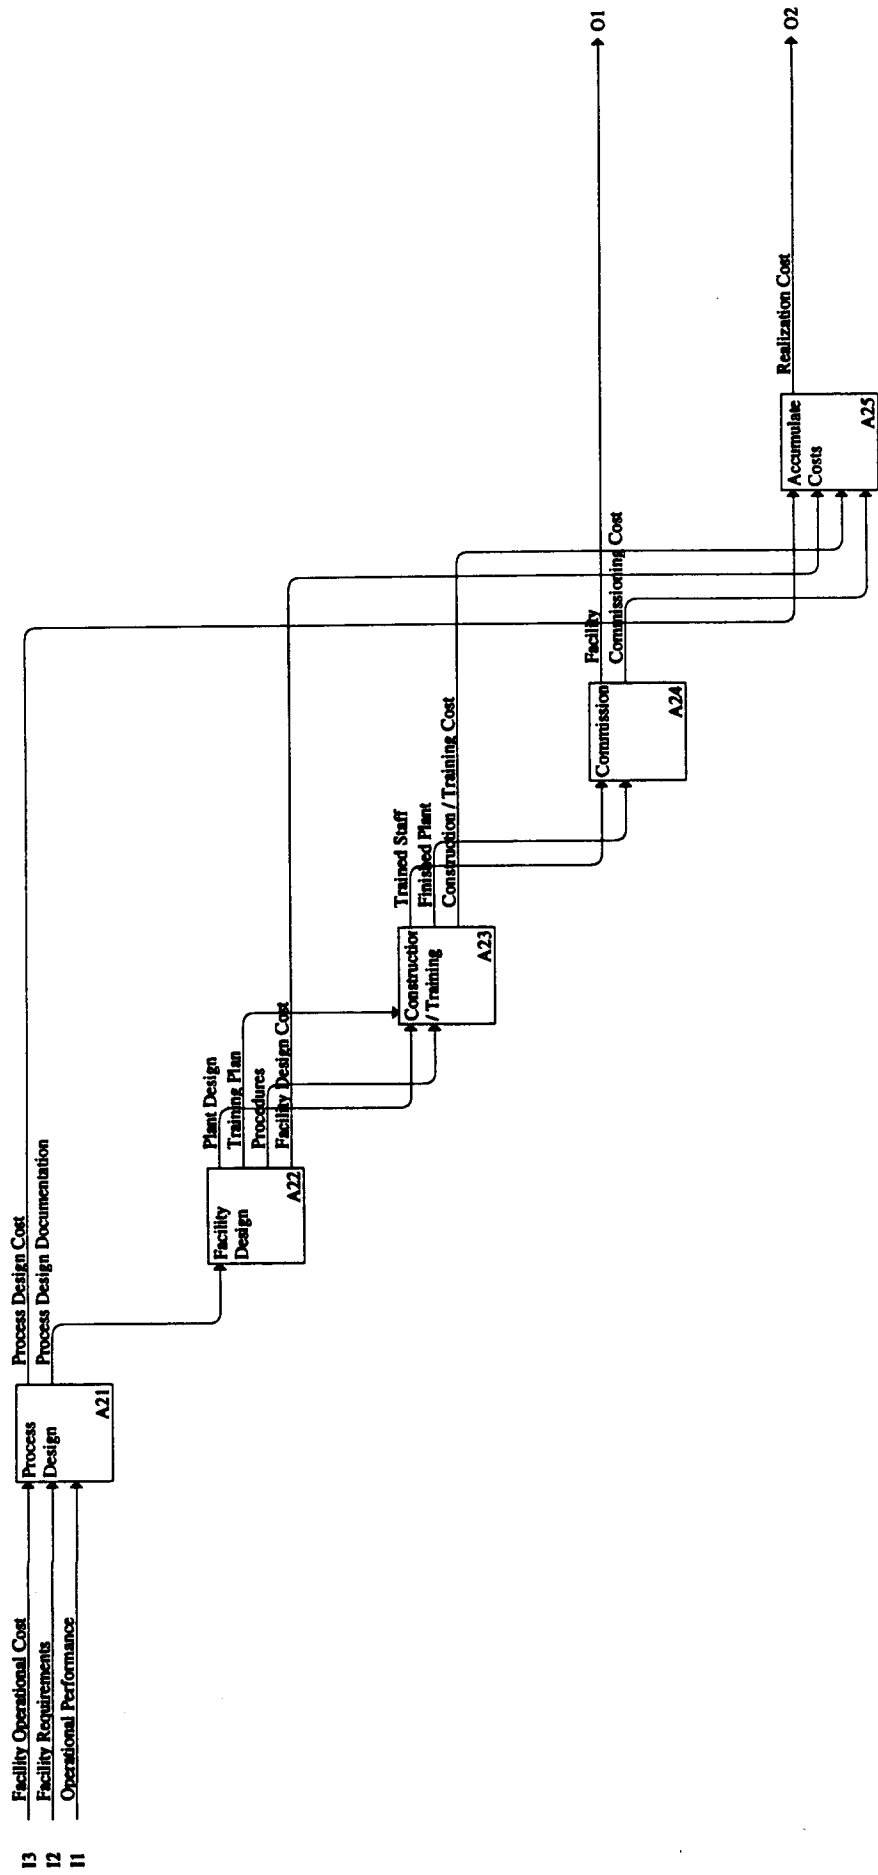 I3
I2
I1
Facility Operational Cost
Facility Requirements
Operational Performance
Process
Design
A21
Process Design Cost
Process Design Documentation
Facility
Design
A22
Plant Design
Training Plan
Procedures
Facility Design Cost
Construction
/ Training
A23
Trained Staff
Finished Plant
Construction / Training Cost
Commission
A24
Facility
Commissioning Cost
Accumulate
Costs
A25
Realization Cost
O1
O2